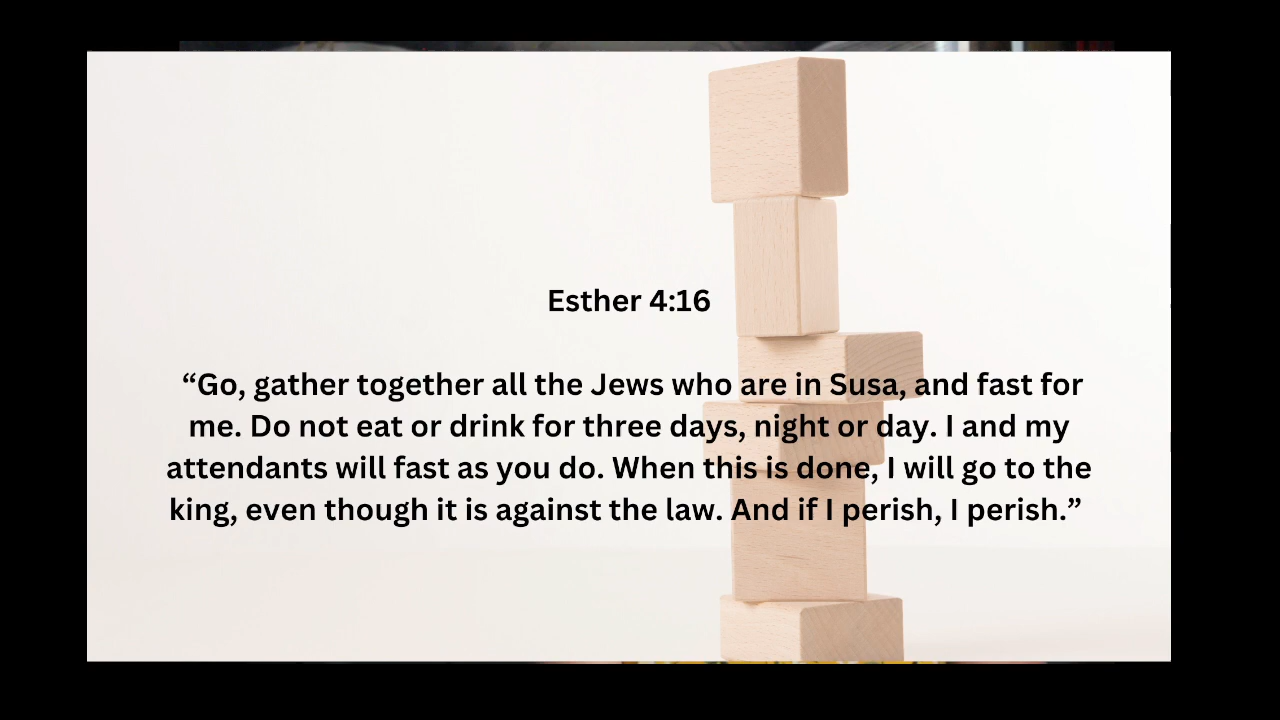 Esther 4:16
“Go, gather together all the Jews who are in Susa, and fast for
me. Do not eat or drink for three days, night or day. I and my
attendants will fast as you do. When this is done, I will go to the
king, even though it is against the law. And if I perish, I perish.”